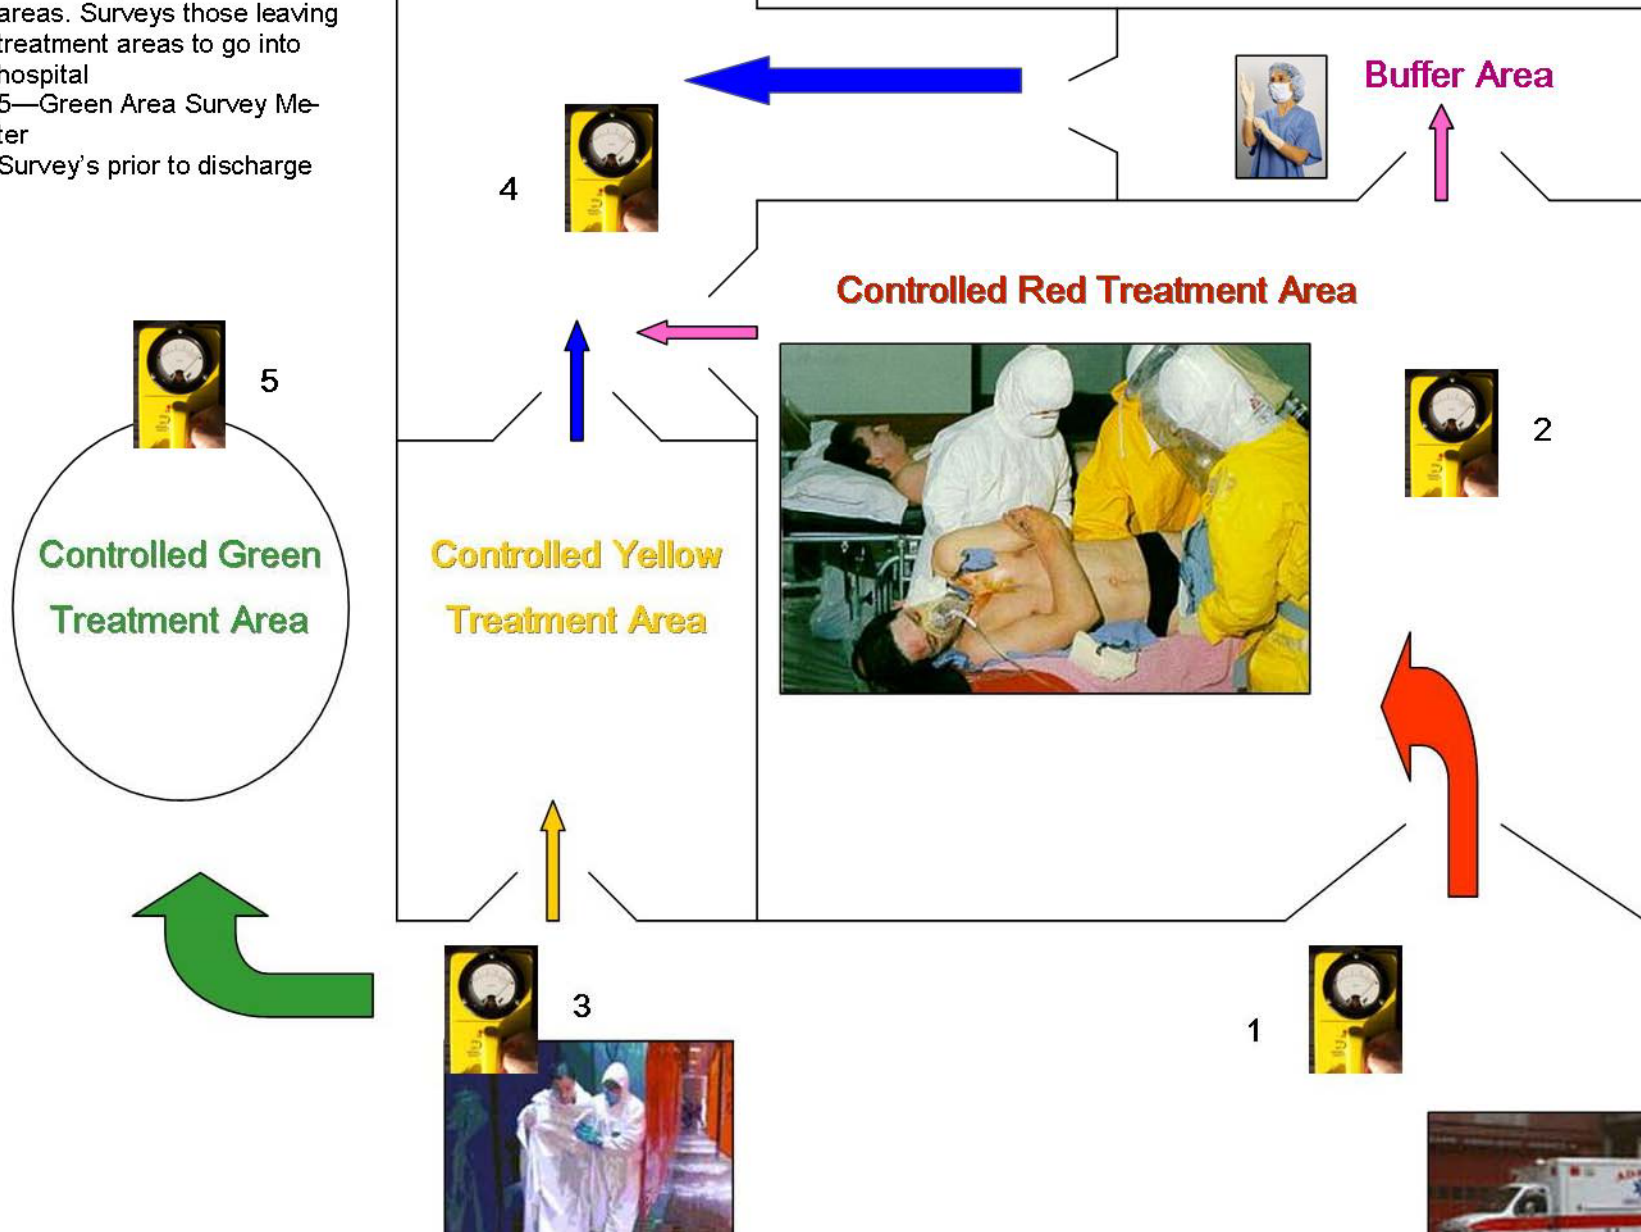 areas. Surveys those leaving
treatment areas to go into
hospital
5—Green Area Survey Me-
ter
Survey's prior to discharge
Buffer Area
4
Controlled Red Treatment Area
5
2
Controlled Green
Treatment Area
Controlled Yellow
Treatment Area
3
1